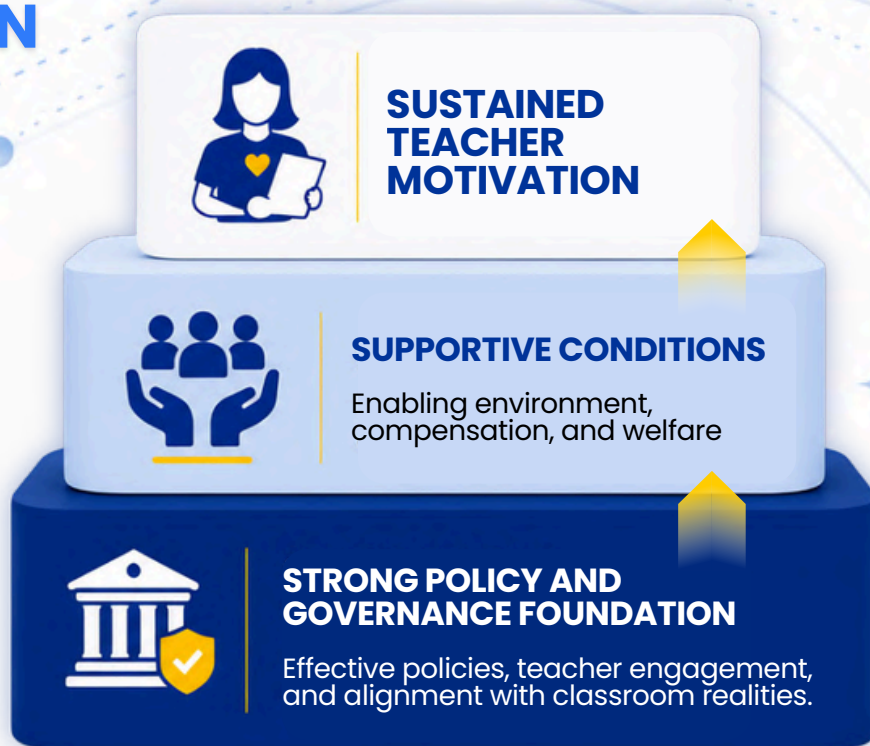 N
SUSTAINED
TEACHER
MOTIVATION
SUPPORTIVE CONDITIONS
Enabling environment,
compensation, and welfare
STRONG POLICY AND
GOVERNANCE FOUNDATION
Effective policies, teacher engagement,
and alignment with classroom realities.